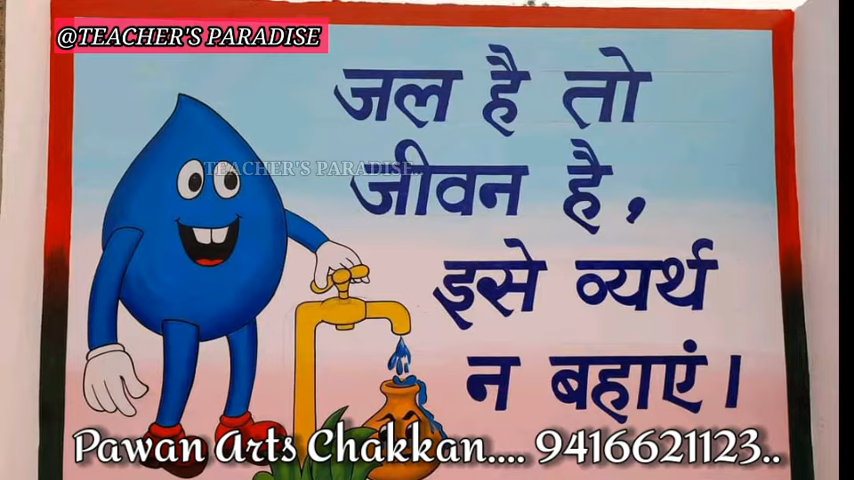 @TEACHER'S PARADISE
जल है तो
TEACHER'S PARADISE..
जीवन है,
इसे व्यर्थ
न बहाएं।
Pawan Arts Chakkan.... 9416621123..